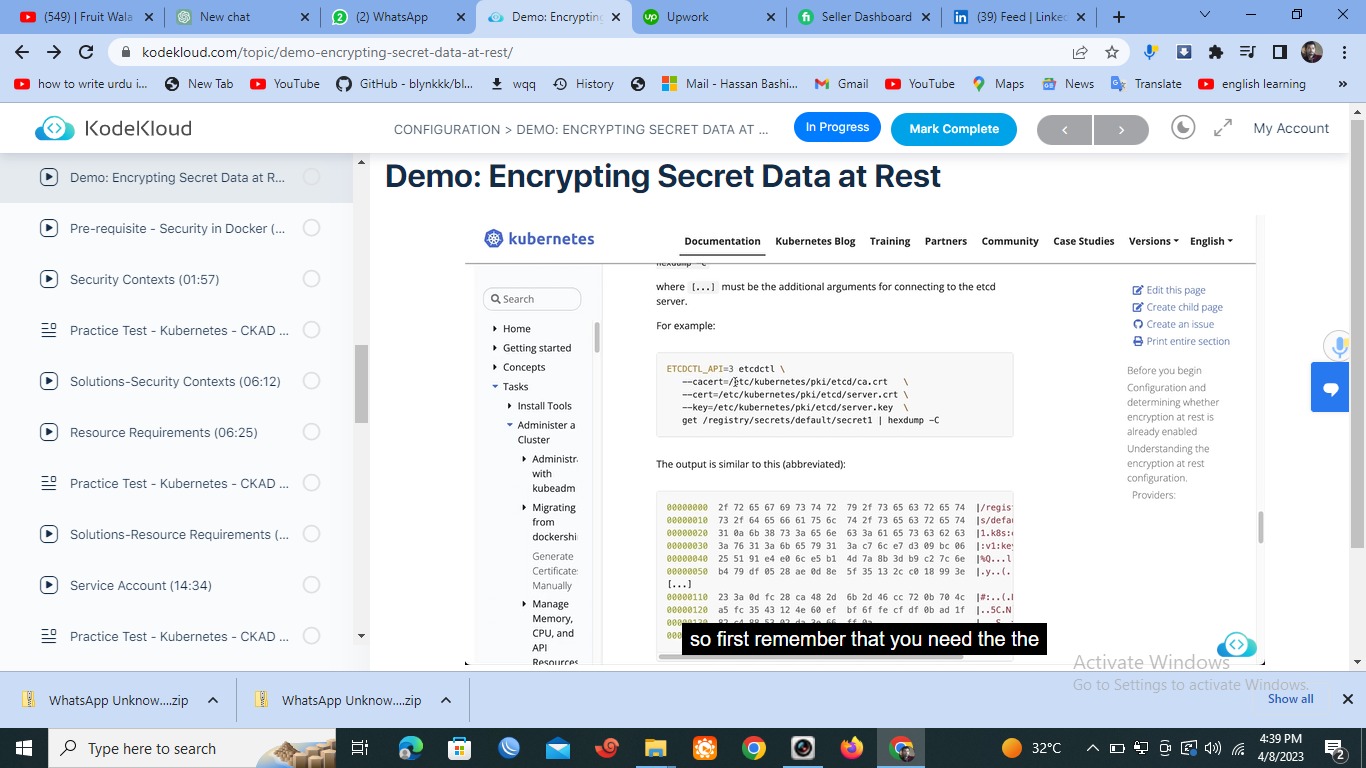 (549) Fruit Wala
New chat
(2) WhatsApp
Demo: Encrypting
Upwork
Seller Dashboard
(39) Feed | Linke
kodekloud.com/topic/demo-encrypting-secret-data-at-rest/
how to write urdu i...
New Tab
YouTube
GitHub - blynkkk/bl...
wqq
History
Mail - Hassan Bashi...
Gmail
YouTube
Maps
News
Translate
english learning
»
KodeKloud
CONFIGURATION > DEMO: ENCRYPTING SECRET DATA AT ...
In Progress
Mark Complete
My Account
Demo: Encrypting Secret Data at R...
Pre-requisite - Security in Docker (...
Security Contexts (01:57)
Practice Test - Kubernetes - CKAD ...
Solutions-Security Contexts (06:12)
Resource Requirements (06:25)
Practice Test - Kubernetes - CKAD ...
Solutions-Resource Requirements (...
Service Account (14:34)
Practice Test - Kubernetes - CKAD ...
Demo: Encrypting Secret Data at Rest
kubernetes
Documentation
Kubernetes Blog
Training
Partners
Community
Case Studies
Versions
English
Search
Home
Getting started
Concepts
Tasks
Install Tools
Administer a
Cluster
Administra
with
kubeadm
Migrating
from
dockershi
Generate
Certificates
Manually
Manage
Memory,
CPU, and
API
Resources
hexdump -C
where [...] must be the additional arguments for connecting to the etcd
server.
For example:
ETCDCTL_API=3 etcdctl \
--cacert=/etc/kubernetes/pki/etcd/ca.crt \
--cert=/etc/kubernetes/pki/etcd/server.crt \
--key=/etc/kubernetes/pki/etcd/server.key \
get /registry/secrets/default/secret1 | hexdump -C
The output is similar to this (abbreviated):
00000000 2f 72 65 67 69 73 74 72 79 2f 73 65 63 72 65 74 |/regis
00000010 73 2f 64 65 66 61 75 6c 74 2f 73 65 63 72 65 74 |s/defau
00000020 31 0a 6b 38 73 3a 65 6e 63 3a 61 65 73 63 62 63 |1.k8s:e
00000030 3a 76 31 3a 6b 65 79 31 3a c7 6c e7 d3 09 bc 06 |:v1:key
00000040 25 51 91 e4 e0 6c e5 b1 4d 7a 8b 3d b9 c2 7c 6e |%Q...l
00000050 b4 79 df 05 28 ae 0d 8e 5f 35 13 2c c0 18 99 3e |.y..(.
[...]
00000110 23 3a 0d fc 28 ca 48 2d 6b 2d 46 cc 72 0b 70 4c |#:..(.H
00000120 a5 fc 35 43 12 4e 60 ef bf 6f fe cf df 0b ad 1f |..5C.N
Edit this page
Create child page
Create an issue
Print entire section
Before you begin
Configuration and
determining whether
encryption at rest is
already enabled
Understanding the
encryption at rest
configuration.
Providers:
so first remember that you need the the
Activate Windows
Go to Settings to activate Windows.
WhatsApp Unknow....zip
WhatsApp Unknow....zip
Show all
Type here to search
32°C
4:39 PM
4/8/2023
2